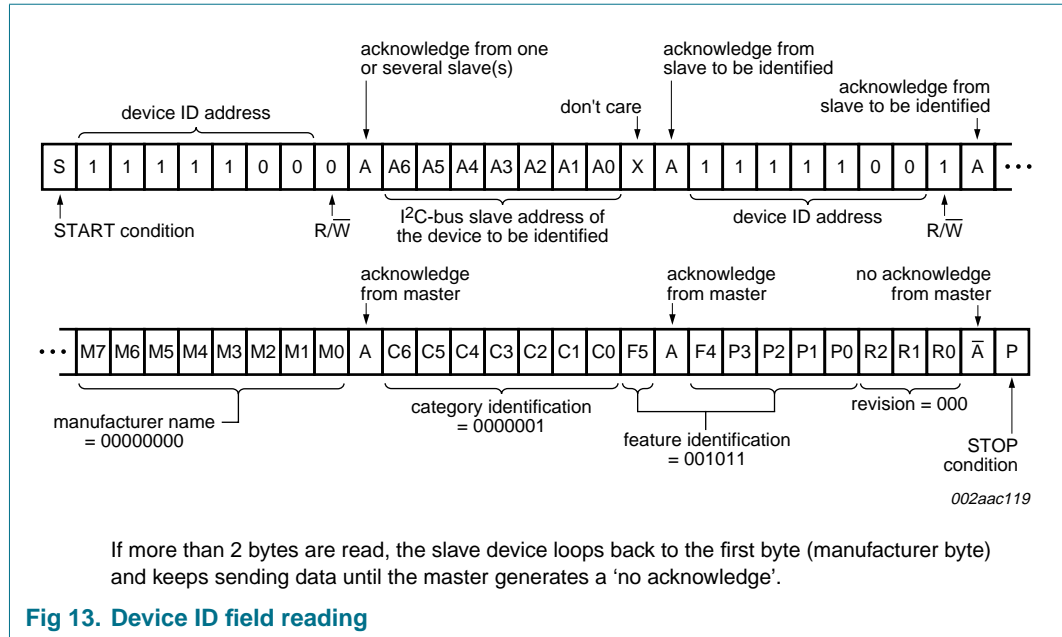 acknowledge from one
or several slave(s)
acknowledge from
slave to be identified
acknowledge from
slave to be identified
device ID address
don't care
S 1 1 1 1 1 0 0 0 A A6 A5 A4 A3 A2 A1 A0 X A 1 1 1 1 1 0 0 1 A ...
START condition
R/W̅
I²C-bus slave address of
the device to be identified
device ID address
R/W̅
acknowledge
from master
acknowledge
from master
no acknowledge
from master
... M7 M6 M5 M4 M3 M2 M1 M0 A C6 C5 C4 C3 C2 C1 C0 F5 A F4 P3 P2 P1 P0 R2 R1 R0 A̅ P
manufacturer name
= 00000000
category identification
= 0000001
feature identification
= 001011
revision = 000
STOP
condition
002aac119
If more than 2 bytes are read, the slave device loops back to the first byte (manufacturer byte)
and keeps sending data until the master generates a ‘no acknowledge’.
Fig 13. Device ID field reading